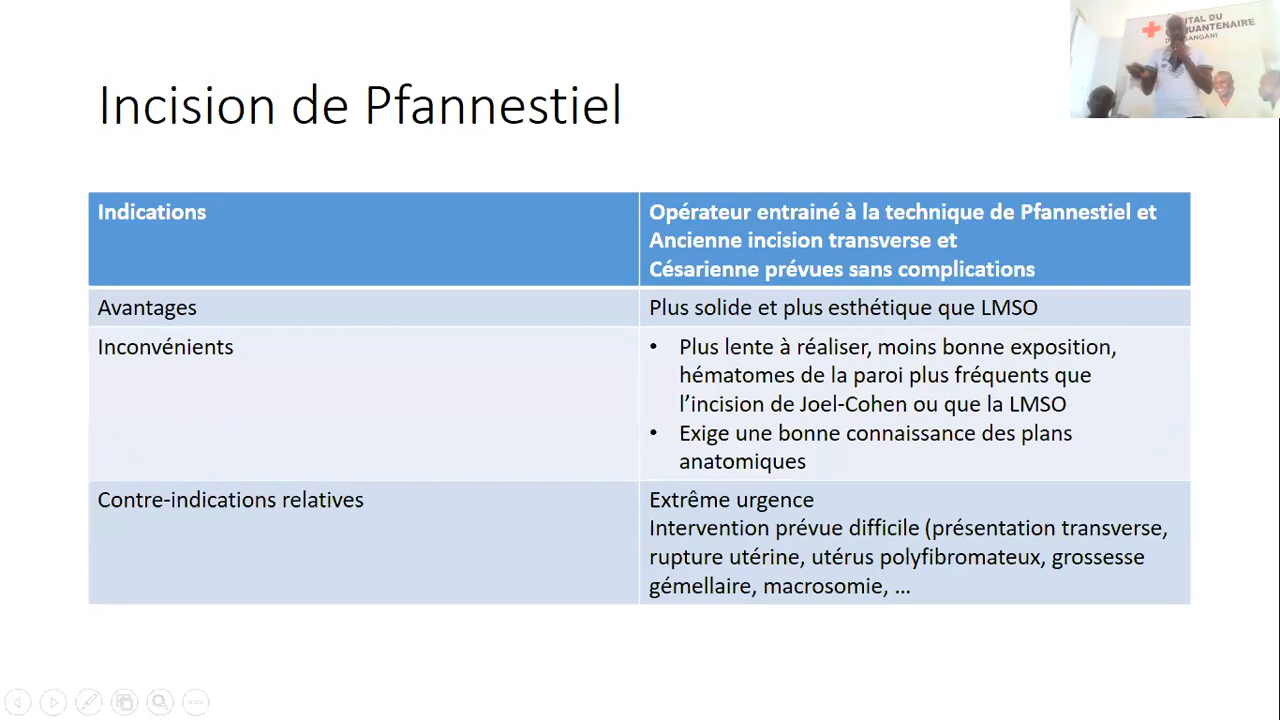 Incision de Pfannestiel
Indications
Opérateur entrainé à la technique de Pfannestiel et
Ancienne incision transverse et
Césarienne prévues sans complications
Avantages
Plus solide et plus esthétique que LMSO
Inconvénients
• Plus lente à réaliser, moins bonne exposition,
hématomes de la paroi plus fréquents que
l’incision de Joel-Cohen ou que la LMSO
• Exige une bonne connaissance des plans
anatomiques
Contre-indications relatives
Extrême urgence
Intervention prévue difficile (présentation transverse,
rupture utérine, utérus polyfibromateux, grossesse
gémellaire, macrosomie, ...
DU